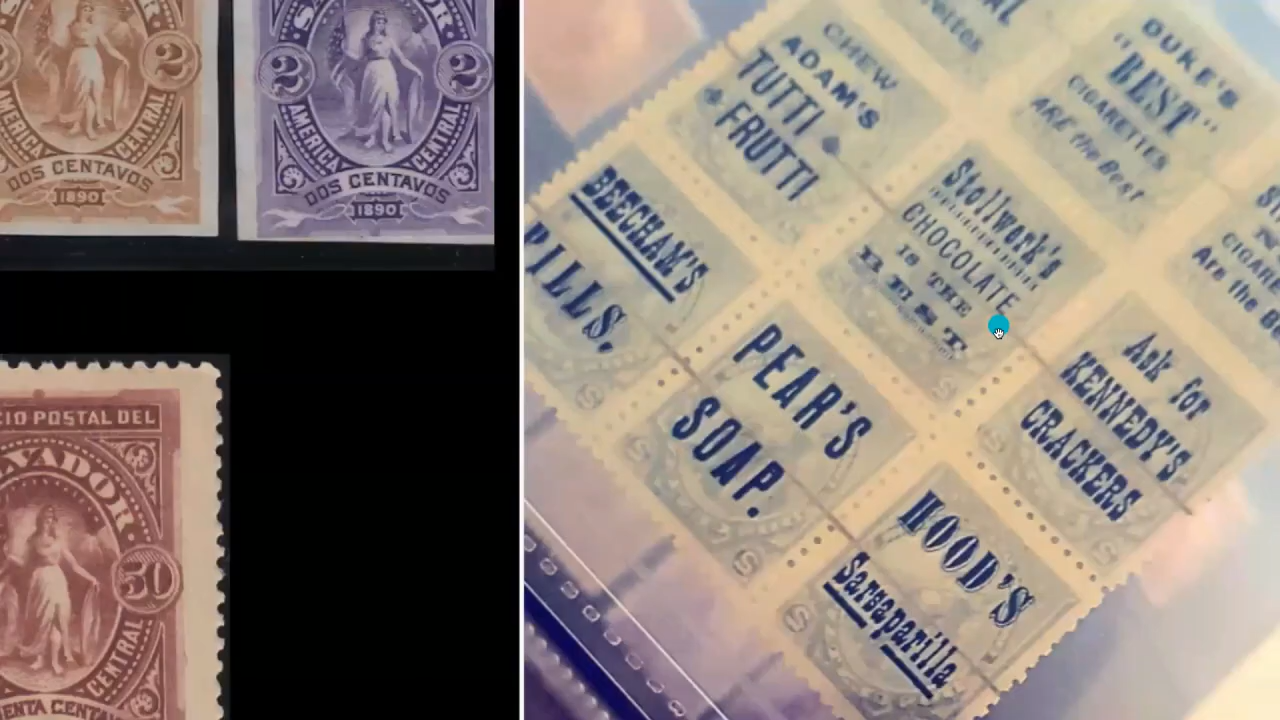 2
AMERICA
CENTRAL
DOS CENTAVOS
1890
2
2
AMERICA
CENTRAL
DOS CENTAVOS
1890
POSTAL DEL
50
CENTRAL
CHEW
ADAM'S
TUTTI
FRUTTI
DUKE'S
"BEST"
CIGARETTES
ARE the Best
BEECHAM'S
PILLS.
Stollwerk's
CHOCOLATE
IS THE
BEST
Are the
PEAR'S
SOAP.
Ask for
KENNEDY'S
CRACKERS
HOOD'S
Sarsaparilla